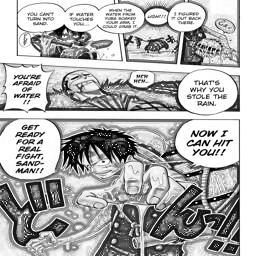 I FIGURED
IT OUT BACK
THERE.
UGH!!!
WHEN THE
WATER FROM
YUBA SOAKED
YOUR ARM, I
COULD GRAB IT.
IF WATER
TOUCHES
YOU...
YOU CAN'T
TURN INTO
SAND.
THAT'S
WHY YOU
STOLE THE
RAIN.
HEH
HEH...
YOU'RE
AFRAID OF
WATER
!!
NOW I
CAN HIT
YOU!!
GET
READY
FOR A
REAL
FIGHT,
SAND-
MAN!!